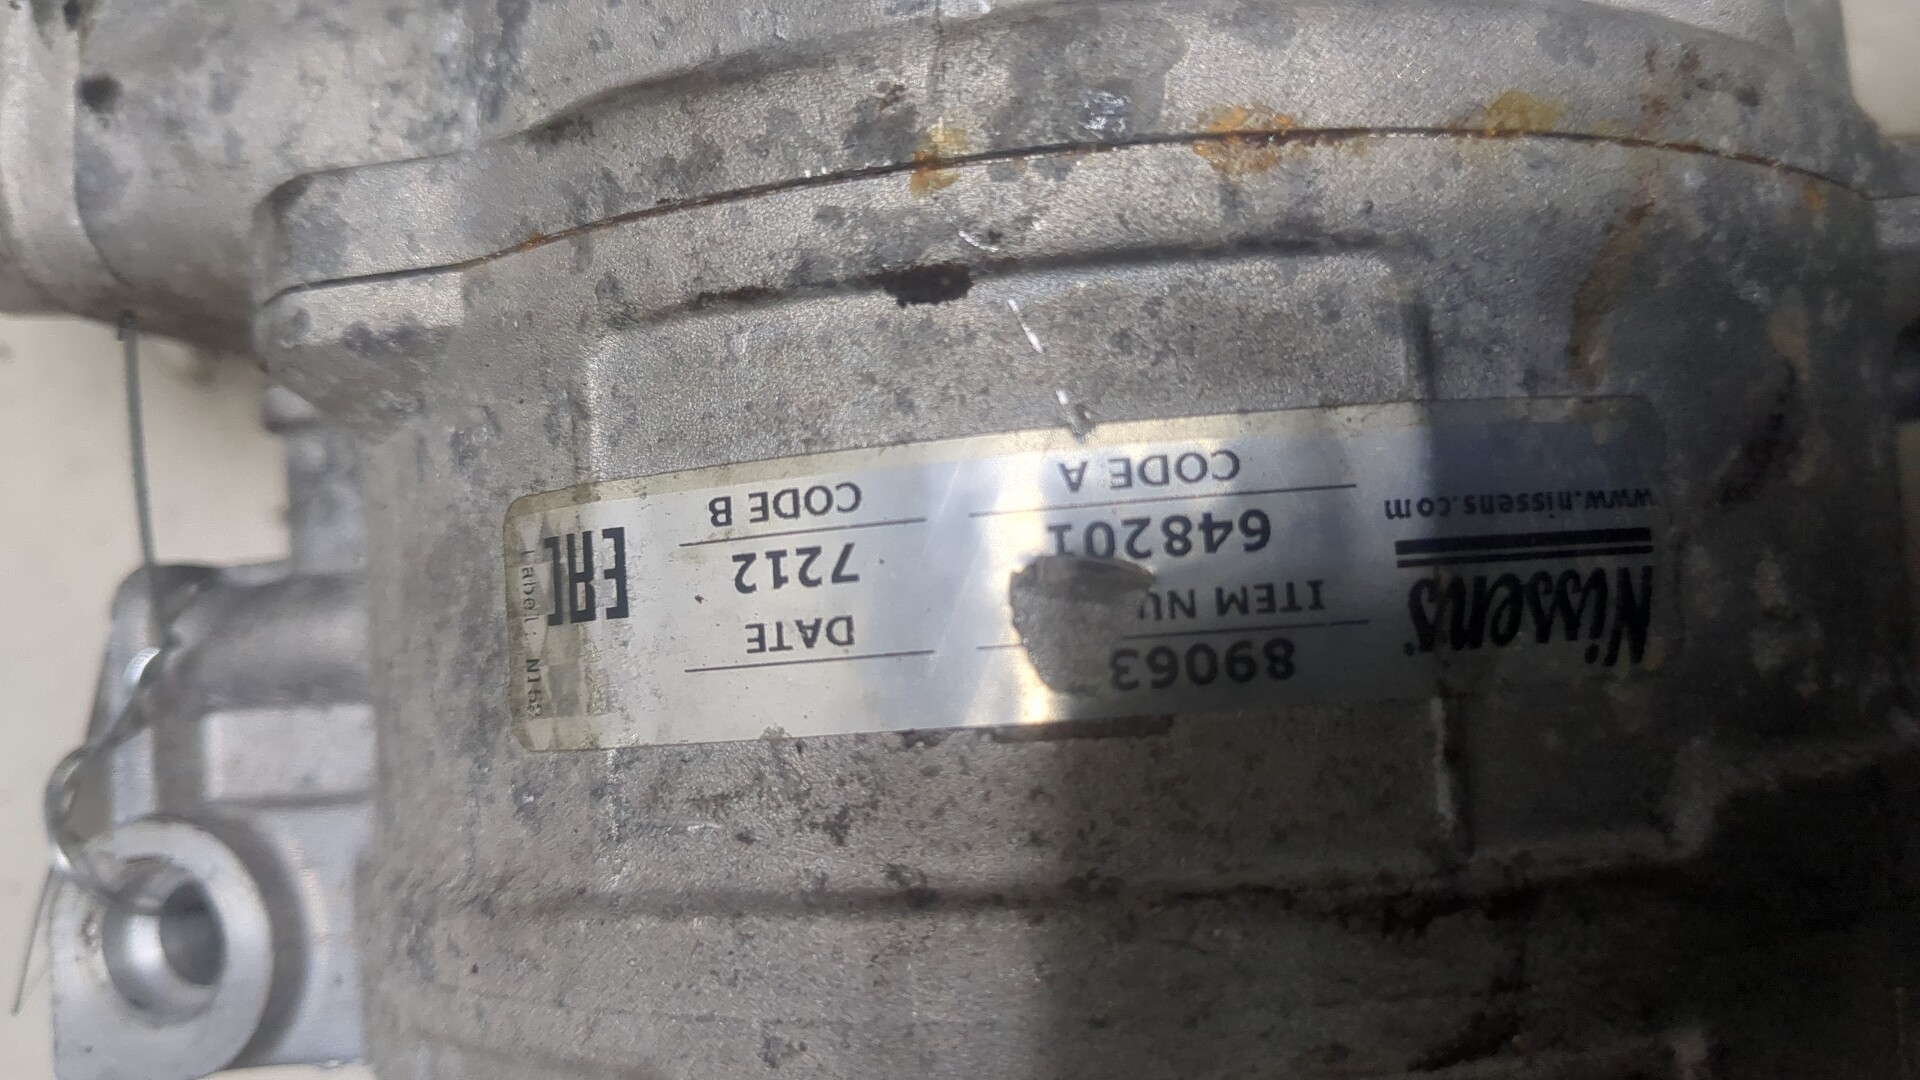 Nissens
www.nissens.com
89063
ITEM NU
648201
CODE A
DATE
7212
CODE B
EAC
Label: